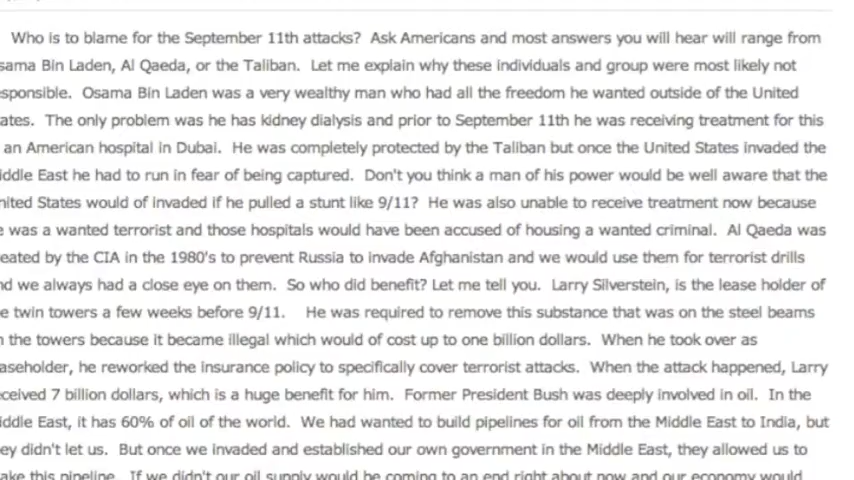 Who is to blame for the September 11th attacks? Ask Americans and most answers you will hear will range from
sama Bin Laden, Al Qaeda, or the Taliban. Let me explain why these individuals and group were most likely not
sponsible. Osama Bin Laden was a very wealthy man who had all the freedom he wanted outside of the United
ates. The only problem was he has kidney dialysis and prior to September 11th he was receiving treatment for this
an American hospital in Dubai. He was completely protected by the Taliban but once the United States invaded the
iddle East he had to run in fear of being captured. Don't you think a man of his power would be well aware that the
nited States would of invaded if he pulled a stunt like 9/11? He was also unable to receive treatment now because
e was a wanted terrorist and those hospitals would have been accused of housing a wanted criminal. Al Qaeda was
eated by the CIA in the 1980's to prevent Russia to invade Afghanistan and we would use them for terrorist drills
nd we always had a close eye on them. So who did benefit? Let me tell you. Larry Silverstein, is the lease holder of
e twin towers a few weeks before 9/11. He was required to remove this substance that was on the steel beams
n the towers because it became illegal which would of cost up to one billion dollars. When he took over as
aseholder, he reworked the insurance policy to specifically cover terrorist attacks. When the attack happened, Larry
ceived 7 billion dollars, which is a huge benefit for him. Former President Bush was deeply involved in oil. In the
iddle East, it has 60% of oil of the world. We had wanted to build pipelines for oil from the Middle East to India, but
ey didn't let us. But once we invaded and established our own government in the Middle East, they allowed us to
ake this pipeline. If we didn't our oil supply would be coming to an end right about now and our economy would